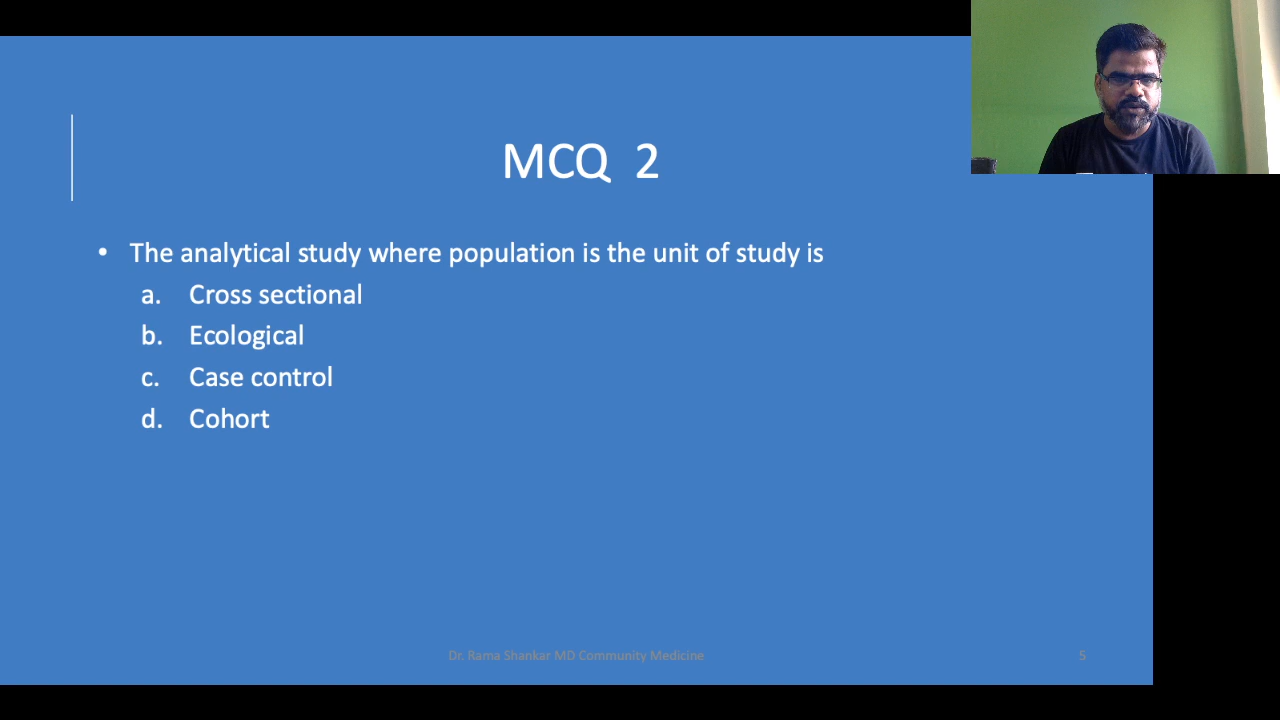 MCQ 2
• The analytical study where population is the unit of study is
a. Cross sectional
b. Ecological
c. Case control
d. Cohort
Dr. Rama Shankar MD Community Medicine
5